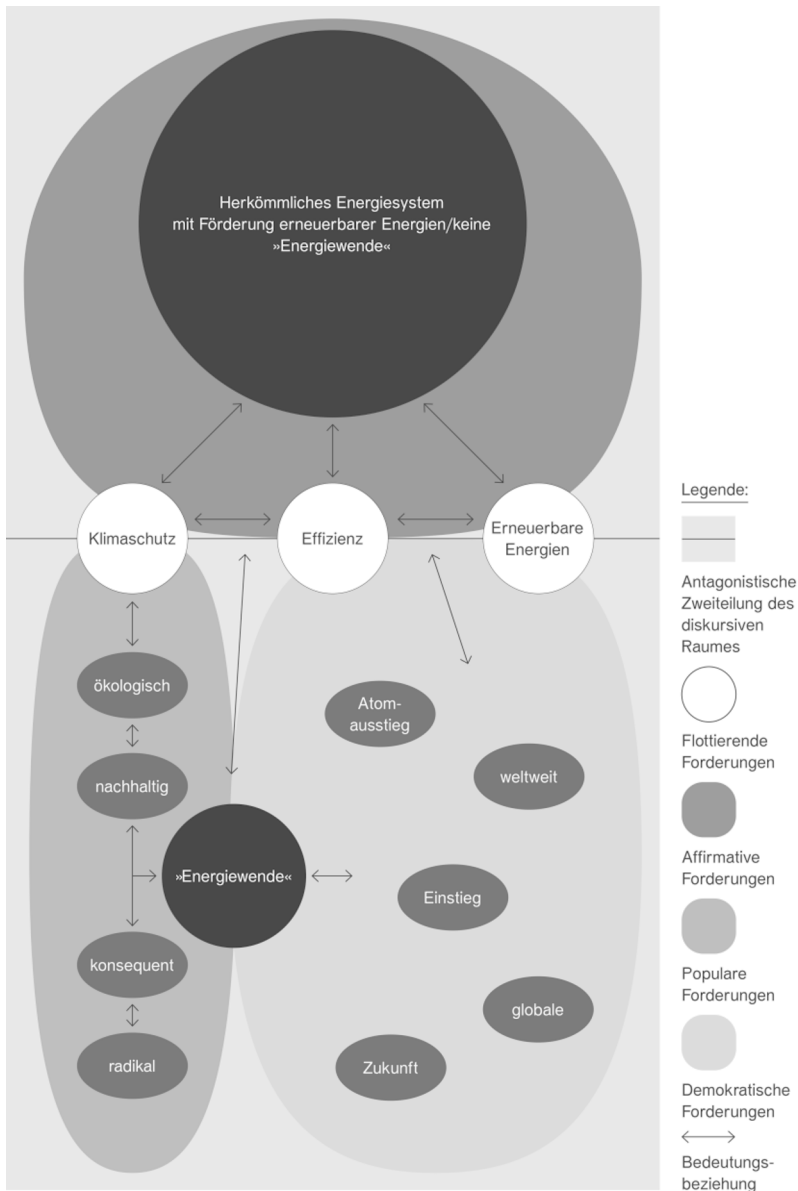 Herkömmliches Energiesystem
mit Förderung erneuerbarer Energien/keine
»Energiewende«
Klimaschutz
Effizienz
Erneuerbare
Energien
ökologisch
nachhaltig
»Energiewende«
konsequent
radikal
Atom-
ausstieg
weltweit
Einstieg
globale
Zukunft
Legende:
Antagonistische
Zweiteilung des
diskursiven
Raumes
Flottierende
Forderungen
Affirmative
Forderungen
Populare
Forderungen
Demokratische
Forderungen
Bedeutungs-
beziehung